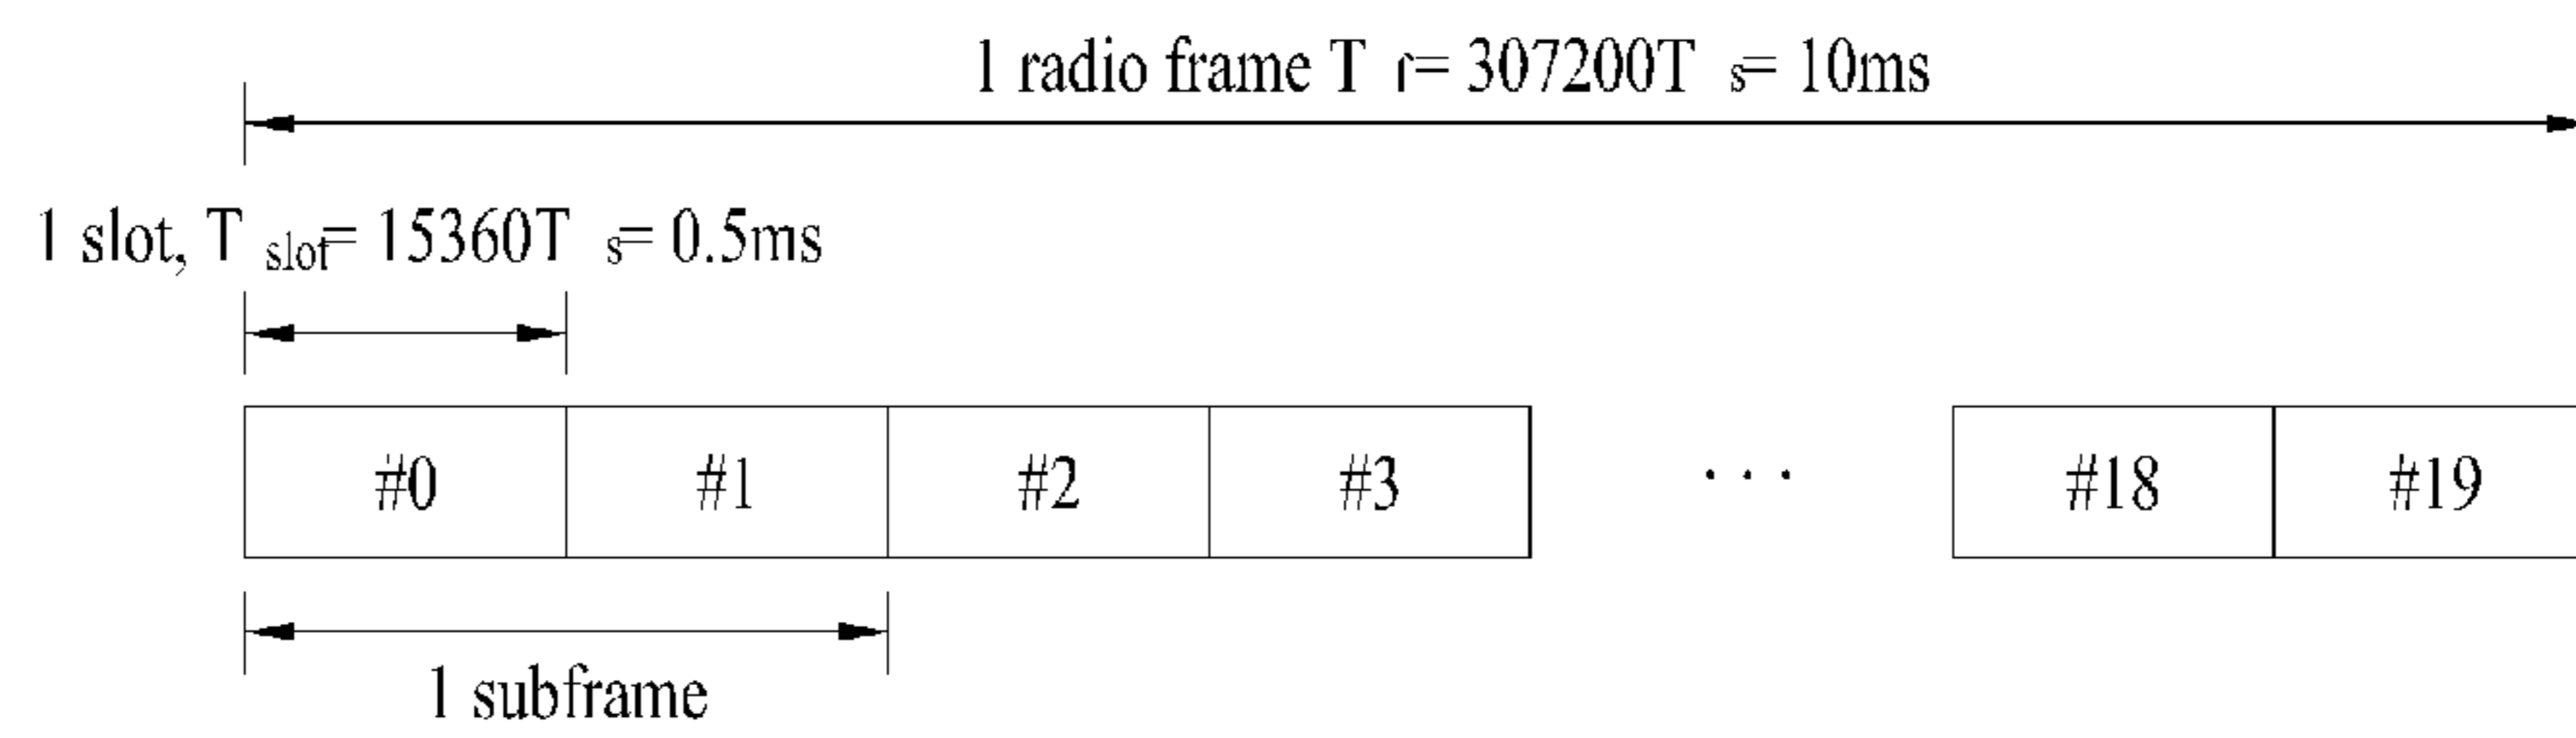 1 radio frame T f= 307200T s= 10ms
1 slot, T slot= 15360T s= 0.5ms
#0 #1 #2 #3 · · · #18 #19
1 subframe